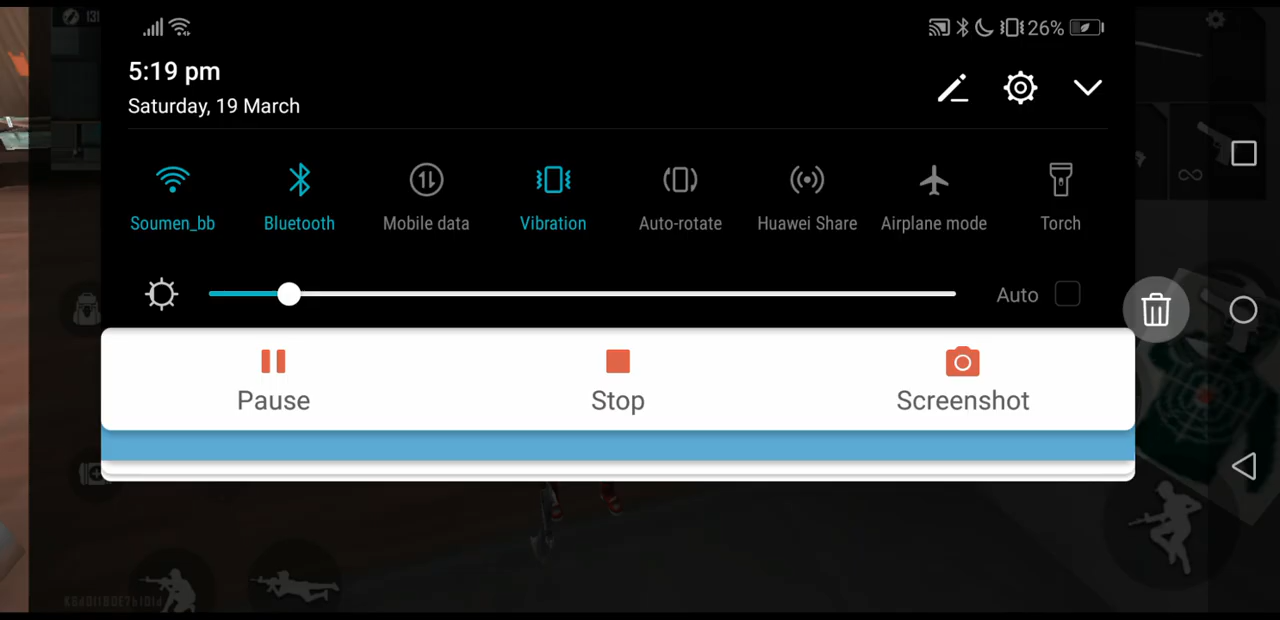 131
26%
5:19 pm
Saturday, 19 March
Soumen_bb Bluetooth Mobile data Vibration Auto-rotate Huawei Share Airplane mode Torch
Auto
Pause Stop Screenshot